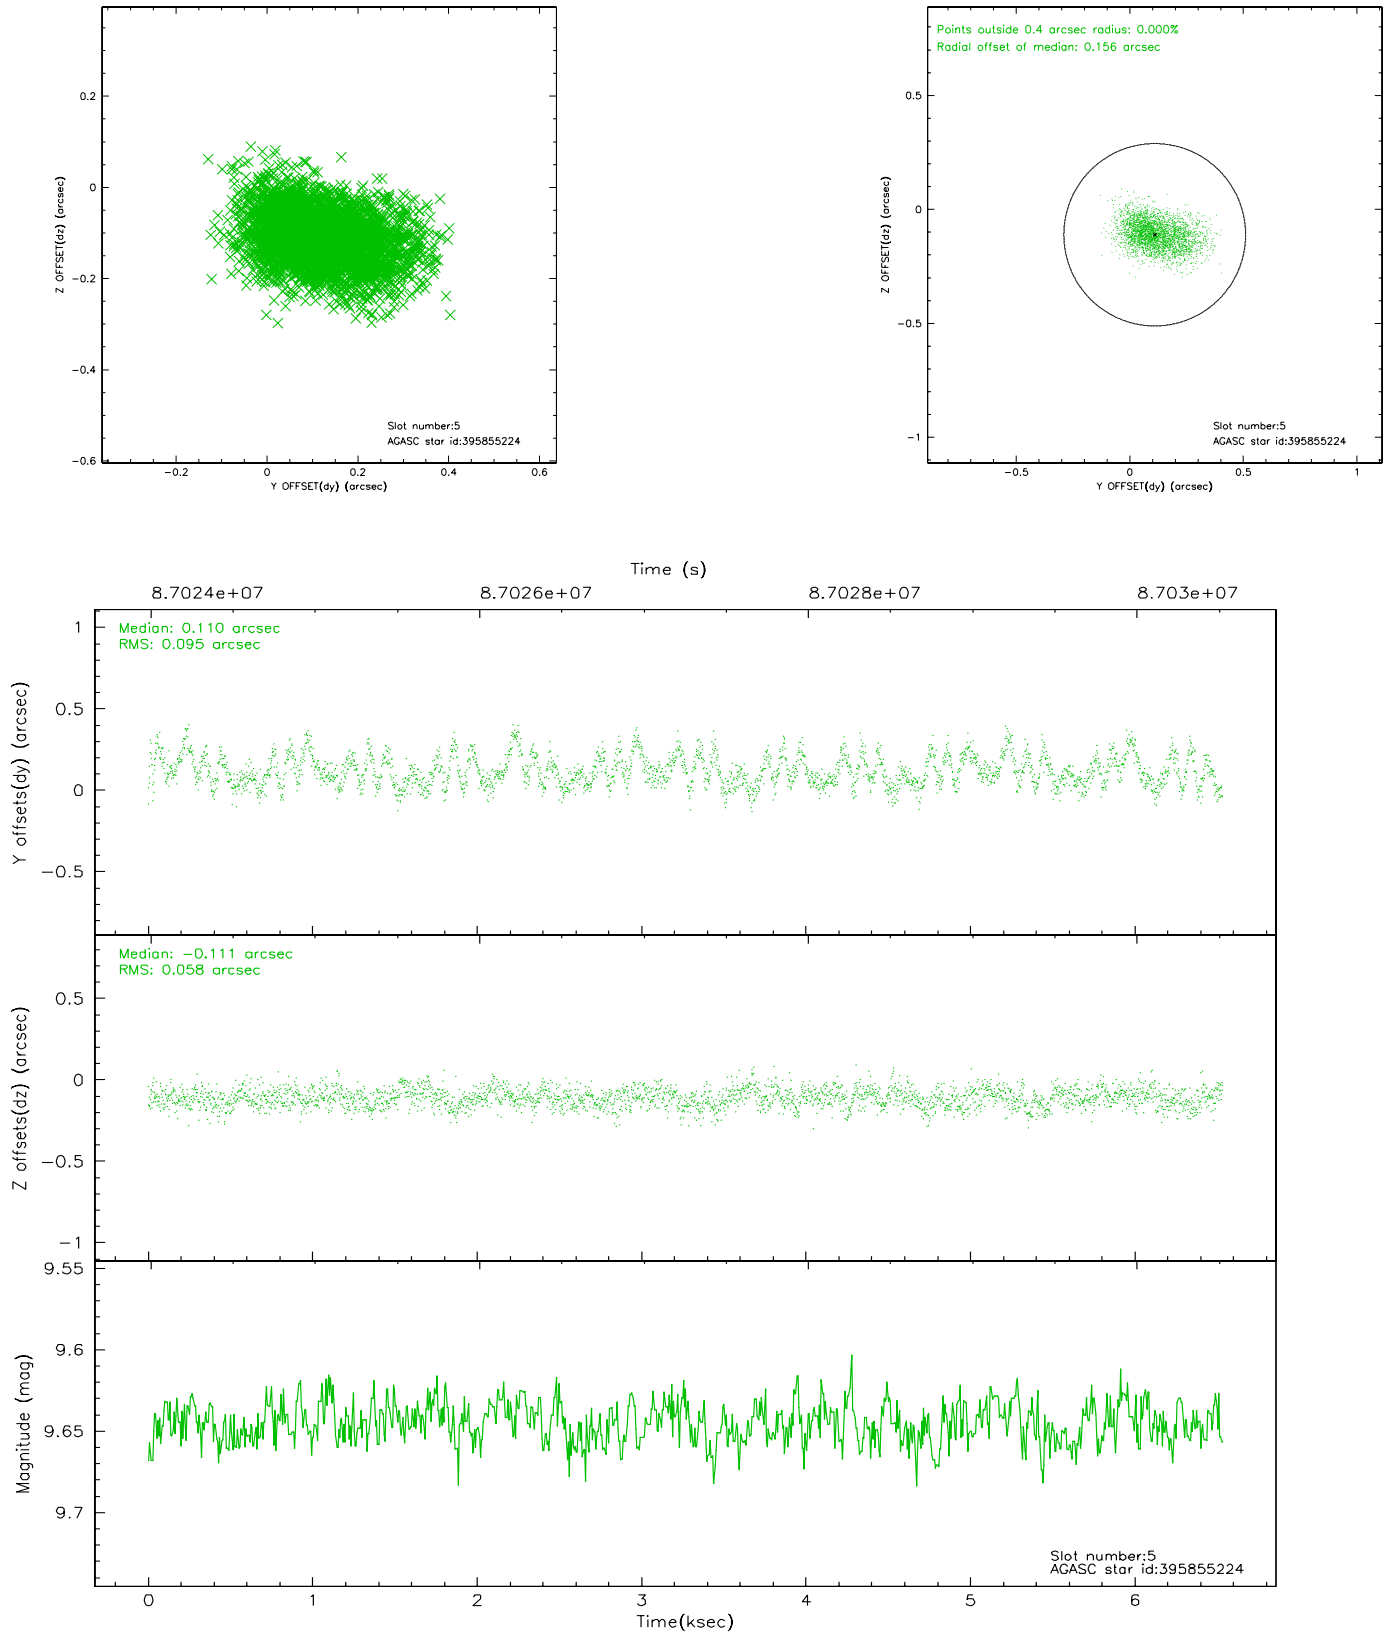 0.2
0
−0.2
−0.4
−0.6
Z OFFSET(dz) (arcsec)
Slot number:5
AGASC star id:395855224
−0.2 0 0.2 0.4 0.6
Y OFFSET(dy) (arcsec)
Points outside 0.4 arcsec radius: 0.000%
Radial offset of median: 0.156 arcsec
0.5
0
−0.5
−1
Z OFFSET(dz) (arcsec)
Slot number:5
AGASC star id:395855224
−0.5 0 0.5 1
Y OFFSET(dy) (arcsec)
Time (s)
8.7024e+07 8.7026e+07 8.7028e+07 8.703e+07
Median: 0.110 arcsec
RMS: 0.095 arcsec
1
0.5
0
−0.5
Y offsets(dy) (arcsec)
Median: −0.111 arcsec
RMS: 0.058 arcsec
0.5
0
−0.5
−1
Z offsets(dz) (arcsec)
9.55
9.6
9.65
9.7
Magnitude (mag)
Slot number:5
AGASC star id:395855224
0 1 2 3 4 5 6
Time(ksec)